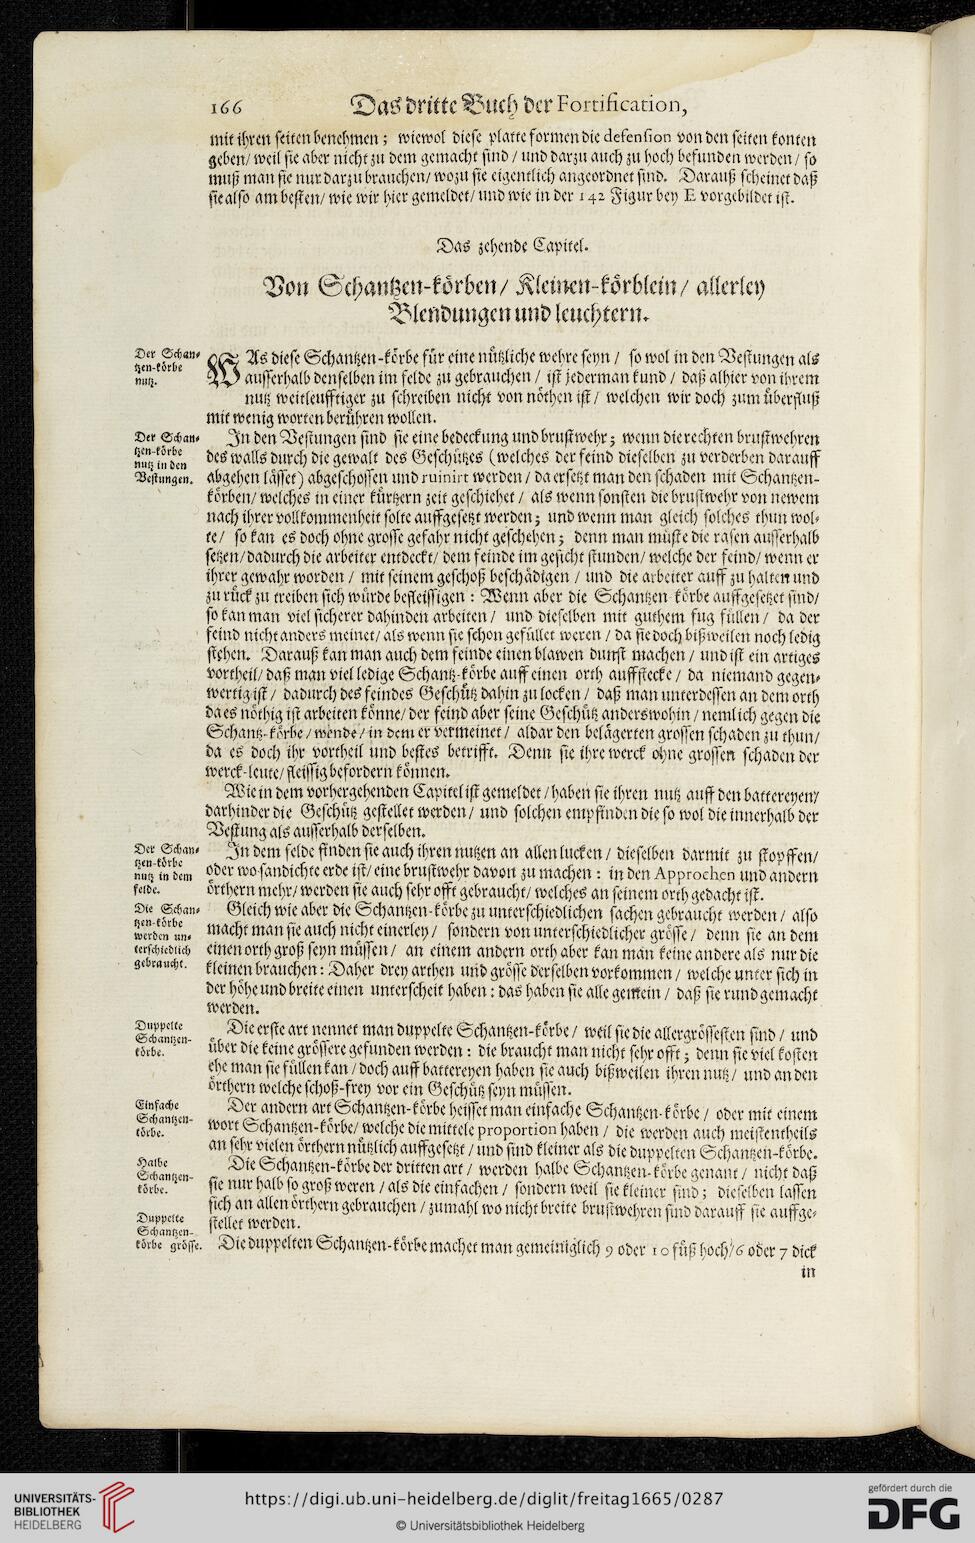 166 Das dritte Buch der Fortification,
mit ihren seiten benehmen; wiewol diese platte formen die defension von den seiten konten
geben/ weil sie aber nicht zu dem gemacht sind / und darzu auch zu hoch befunden werden / so
muß man sie nur darzu brauchen/ wozu sie eigentlich angeordnet sind. Darauß scheinet daß
sie also am besten/ wie wir hier gemeldet/ und wie in der 142 Figur bey E vorgebildet ist.
Das zehende Capitel.
Von Schantzen-körben/ Kleinen-körblein/ allerley
Blendungen und leuchtern.
Der Schan-
tzen-körbe
nutz.
WAs diese Schantzen-körbe für eine nützliche wehre seyn / so wol in den Vestungen als
ausserhalb denselben im felde zu gebrauchen / ist jederman kund / daß alhier von ihrem
nutz weitleufftiger zu schreiben nicht von nöthen ist / welchen wir doch zum überfluß
mit wenig worten berühren wollen.
Der Schan-
tzen-körbe
nutz in den
Vestungen.
In den Vestungen sind sie eine bedeckung und brustwehr; wenn die rechten brustwehren
des walls durch die gewalt des Geschützes (welches der feind dieselben zu verderben darauff
abgehen lässet) abgeschossen und ruinirt werden / da ersetzt man den schaden mit Schantzen-
körben/ welches in einer kürtzern zeit geschiehet / als wenn sonsten die brustwehr von newem
nach ihrer vollkommenheit solte auffgesetzt werden; und wenn man gleich solches thun wol-
te/ so kan es doch ohne grosse gefahr nicht geschehen; denn man müste die rasen ausserhalb
setzen/ dadurch die arbeiter entdeckt/ dem feinde im gesicht stunden/ welche der feind/ wenn er
ihrer gewahr worden / mit seinem geschoß beschädigen / und die arbeiter auff zu halten und
zu rück zu treiben sich würde befleissigen : Wenn aber die Schantzen-körbe auffgesetzet sind/
so kan man viel sicherer dahinden arbeiten / und dieselben mit guthem fug füllen / da der
feind nicht anders meinet/ als wenn sie schon gefüllet weren / da sie doch bißweilen noch ledig
stehen. Darauß kan man auch dem feinde einen blawen dunst machen / und ist ein artiges
vortheil/ daß man viel ledige Schantz-körbe auff einen orth auffstecke / da niemand gegen-
wertig ist / dadurch des feindes Geschütz dahin zu locken / daß man unterdessen an dem orth
da es nöthig ist arbeiten könne/ der feind aber seine Geschütz anderswohin / nemlich gegen die
Schantz-körbe / wende / in dem er vermeinet / aldar den belägerten grossen schaden zu thun/
da es doch ihr vortheil und bestes betrifft. Denn sie ihre werck ohne grossen schaden der
werck-leute/ fleissig befordern können.
Wie in dem vorhergehenden Capitel ist gemeldet / haben sie ihren nutz auff den battereyen/
darhinder die Geschütz gestellet werden / und solchen empfinden die so wol die innerhalb der
Vestung als ausserhalb derselben.
Der Schan-
tzen-körbe
nutz in dem
felde.
In dem felde finden sie auch ihren nutzen an allen lucken / dieselben darmit zu stopffen/
oder wo sandichte erde ist/ eine brustwehr davon zu machen : in den Approchen und andern
örthern mehr/ werden sie auch sehr offt gebraucht/ welches an seinem orth gedacht ist.
Die Schan-
tzen-körbe
werden un-
terschiedlich
gebraucht.
Gleich wie aber die Schantzen-körbe zu unterschiedlichen sachen gebraucht werden / also
macht man sie auch nicht einerley / sondern von unterschiedlicher grösse / denn sie an dem
einen orth groß seyn müssen / an einem andern orth aber kan man keine andere als nur die
kleinen brauchen: Daher drey arthen und grösse derselben vorkommen / welche unter sich in
der höhe und breite einen unterscheit haben: das haben sie alle gemein / daß sie rund gemacht
werden.
Duppelte
Schantzen-
körbe.
Die erste art nennet man duppelte Schantzen-körbe / weil sie die allergrössesten sind / und
über die keine grössere gefunden werden : die braucht man nicht sehr offt; denn sie viel kosten
ehe man sie füllen kan / doch auff battereyen haben sie auch bißweilen ihren nutz / und an den
örthern welche schoß-frey vor ein Geschütz seyn müssen.
Einfache
Schantzen-
körbe.
Der andern art Schantzen-körbe heisset man einfache Schantzen-körbe / oder mit einem
wort Schantzen-körbe/ welche die mittele proportion haben / die werden auch meistentheils
an sehr vielen örthern nützlich auffgesetzt / und sind kleiner als die duppelten Schantzen-körbe.
Halbe
Schantzen-
körbe.
Die Schantzen-körbe der dritten art / werden halbe Schantzen-körbe genant / nicht daß
sie nur halb so groß weren / als die einfachen / sondern weil sie kleiner sind; dieselben lassen
sich an allen örthern gebrauchen / zumahl wo nicht breite brustwehren sind darauff sie auffge-
stellet werden.
Duppelte
Schantzen-
körbe grösse.
Die duppelten Schantzen-körbe machet man gemeiniglich 9 oder 10 füß hoch/ 6 oder 7 dick
in
UNIVERSITÄTS-
BIBLIOTHEK
HEIDELBERG
https://digi.ub.uni-heidelberg.de/diglit/freitag1665/0287
© Universitätsbibliothek Heidelberg
gefördert durch die
DFG